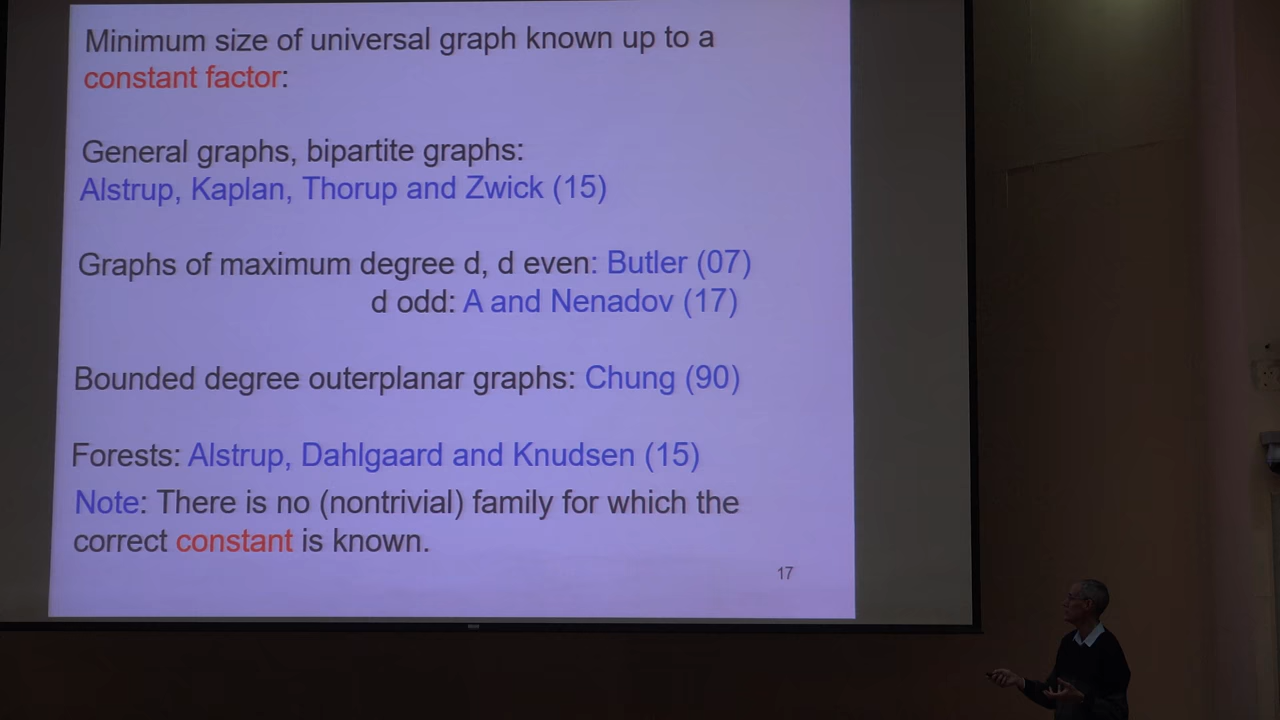 Minimum size of universal graph known up to a
constant factor:
General graphs, bipartite graphs:
Alstrup, Kaplan, Thorup and Zwick (15)
Graphs of maximum degree d, d even: Butler (07)
d odd: A and Nenadov (17)
Bounded degree outerplanar graphs: Chung (90)
Forests: Alstrup, Dahlgaard and Knudsen (15)
Note: There is no (nontrivial) family for which the
correct constant is known.
17